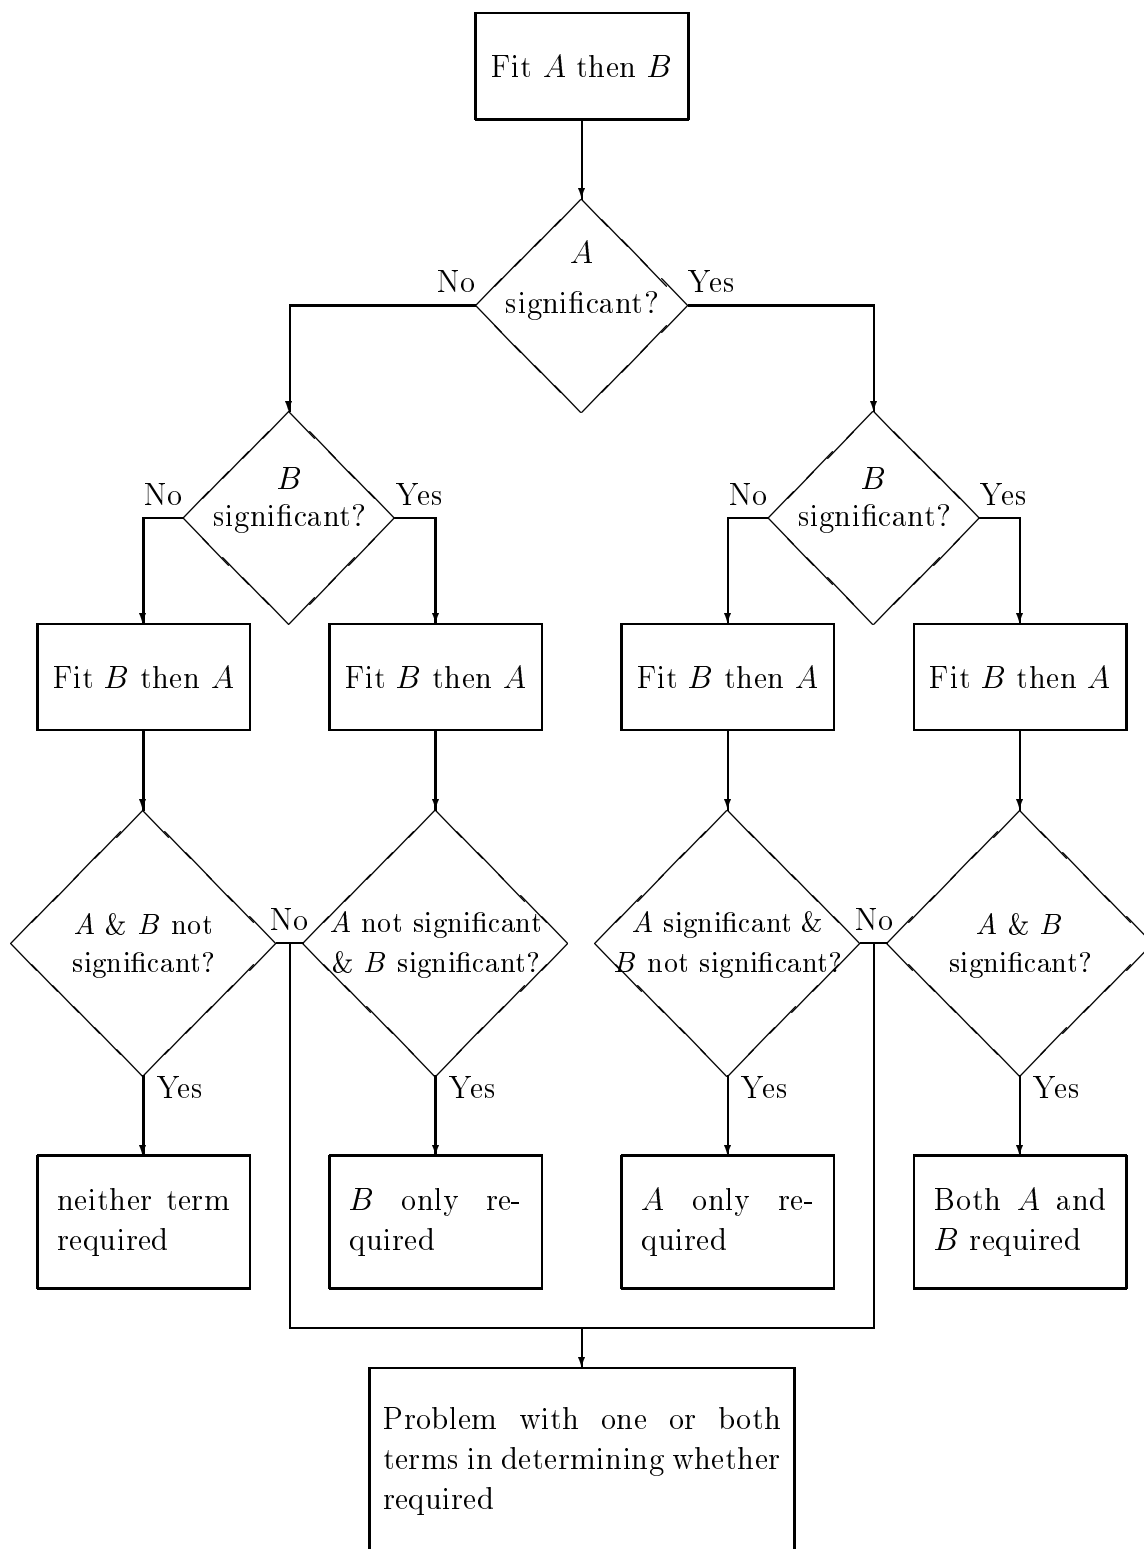 Fit A then B
A
significant?
No
Yes
B
significant?
No
Yes
B
significant?
No
Yes
Fit B then A
Fit B then A
Fit B then A
Fit B then A
A & B not
significant?
No
A not significant
& B significant?
A significant &
B not significant?
No
A & B
significant?
Yes
Yes
Yes
Yes
neither term
required
B only re-
quired
A only re-
quired
Both A and
B required
Problem with one or both
terms in determining whether
required